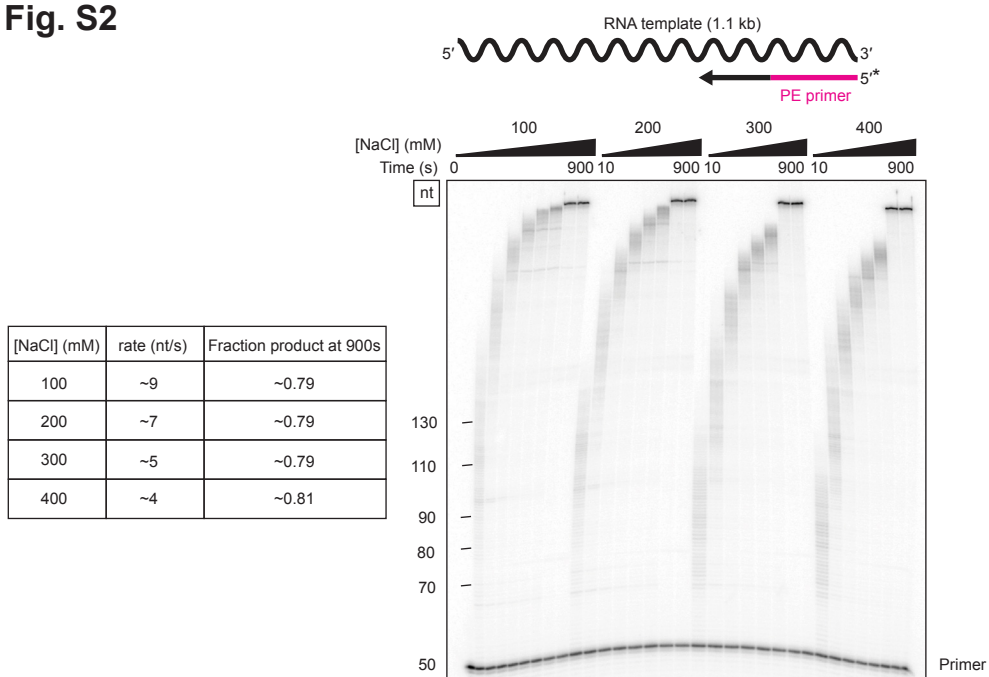 Fig. S2
RNA template (1.1 kb)
5′ 3′
5′*
PE primer
[NaCl] (mM) 100 200 300 400
Time (s) 0 900 10 900 10 900 10 900
nt
[NaCl] (mM) rate (nt/s) Fraction product at 900s
100 ~9 ~0.79
200 ~7 ~0.79
300 ~5 ~0.79
400 ~4 ~0.81
130
110
90
80
70
50 Primer